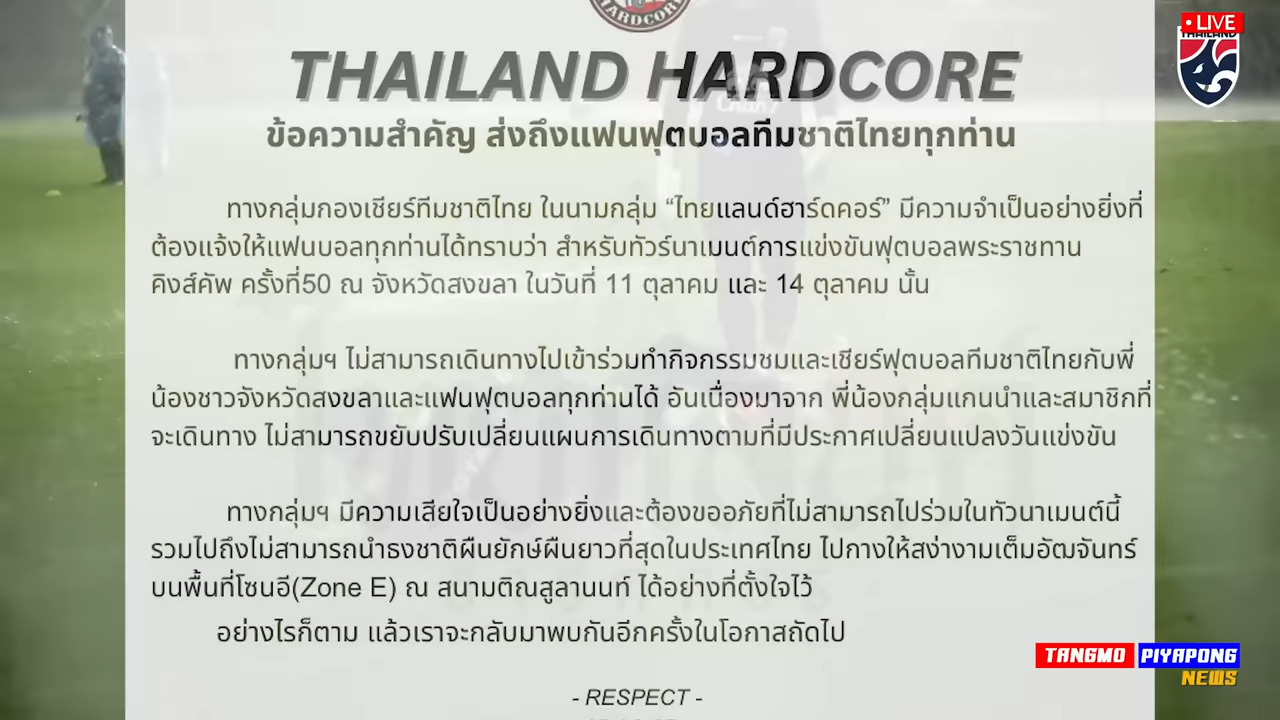 HARDCORE
LIVE
THAILAND
THAILAND HARDCORE
ข้อความสำคัญ ส่งถึงแฟนฟุตบอลทีมชาติไทยทุกท่าน
ทางกลุ่มกองเชียร์ทีมชาติไทย ในนามกลุ่ม “ไทยแลนด์ฮาร์ดคอร์” มีความจำเป็นอย่างยิ่งที่
ต้องแจ้งให้แฟนบอลทุกท่านได้ทราบว่า สำหรับทัวร์นาเมนต์การแข่งขันฟุตบอลพระราชทาน
คิงส์คัพ ครั้งที่50 ณ จังหวัดสงขลา ในวันที่ 11 ตุลาคม และ 14 ตุลาคม นั้น
ทางกลุ่มฯ ไม่สามารถเดินทางไปเข้าร่วมทำกิจกรรมชมและเชียร์ฟุตบอลทีมชาติไทยกับพี่
น้องชาวจังหวัดสงขลาและแฟนฟุตบอลทุกท่านได้ อันเนื่องมาจาก พี่น้องกลุ่มแกนนำและสมาชิกที่
จะเดินทาง ไม่สามารถขยับปรับเปลี่ยนแผนการเดินทางตามที่มีประกาศเปลี่ยนแปลงวันแข่งขัน
ทางกลุ่มฯ มีความเสียใจเป็นอย่างยิ่งและต้องขออภัยที่ไม่สามารถไปร่วมในทัวนาเมนต์นี้
รวมไปถึงไม่สามารถนำธงชาติผืนยักษ์ผืนยาวที่สุดในประเทศไทย ไปกางให้สง่างามเต็มอัฒจันทร์
บนพื้นที่โซนอี(Zone E) ณ สนามติณสูลานนท์ ได้อย่างที่ตั้งใจไว้
อย่างไรก็ตาม แล้วเราจะกลับมาพบกันอีกครั้งในโอกาสถัดไป
- RESPECT -
TANGMO PIYAPONG
NEWS